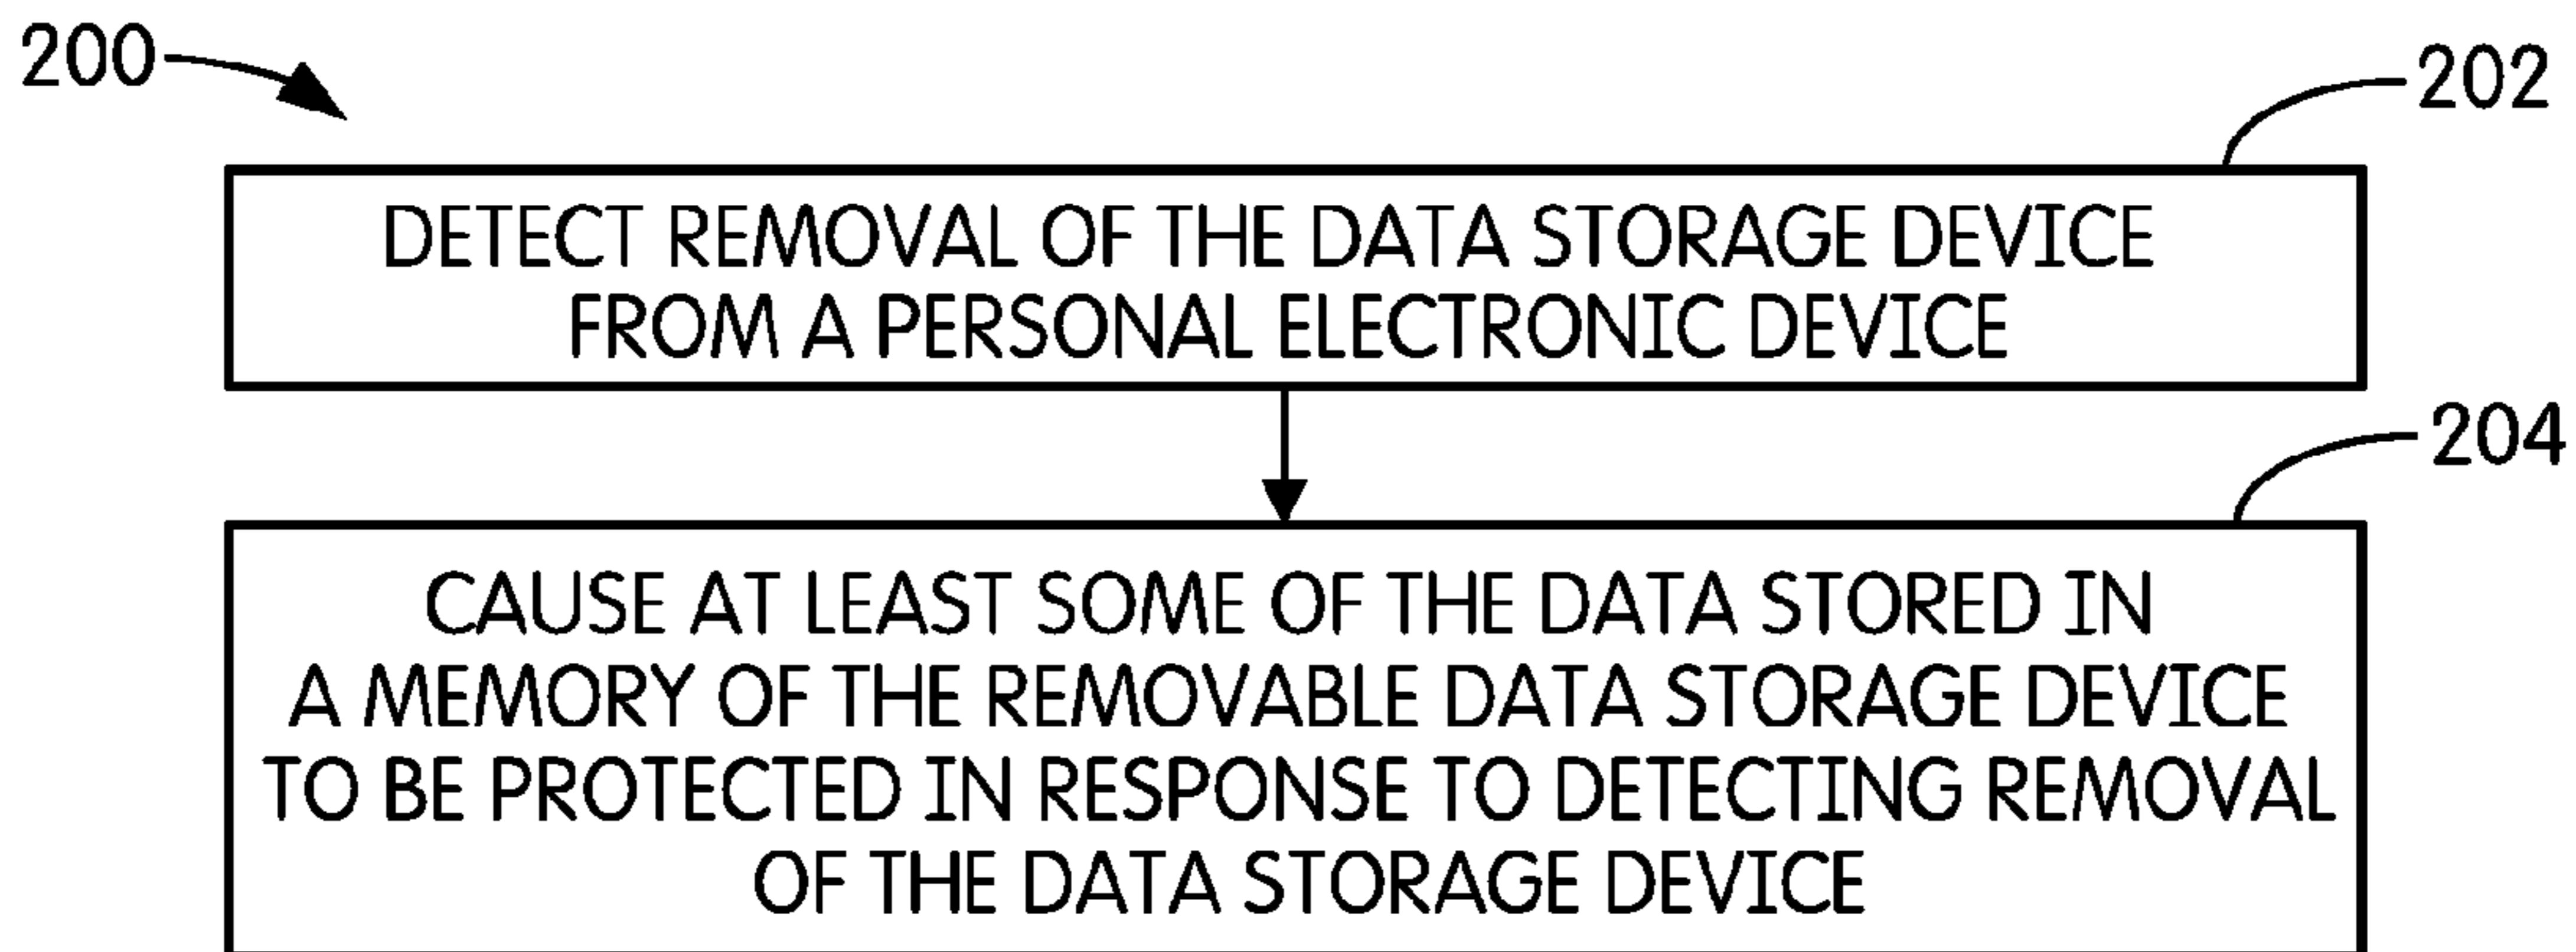 200
202
DETECT REMOVAL OF THE DATA STORAGE DEVICE
FROM A PERSONAL ELECTRONIC DEVICE
204
CAUSE AT LEAST SOME OF THE DATA STORED IN
A MEMORY OF THE REMOVABLE DATA STORAGE DEVICE
TO BE PROTECTED IN RESPONSE TO DETECTING REMOVAL
OF THE DATA STORAGE DEVICE